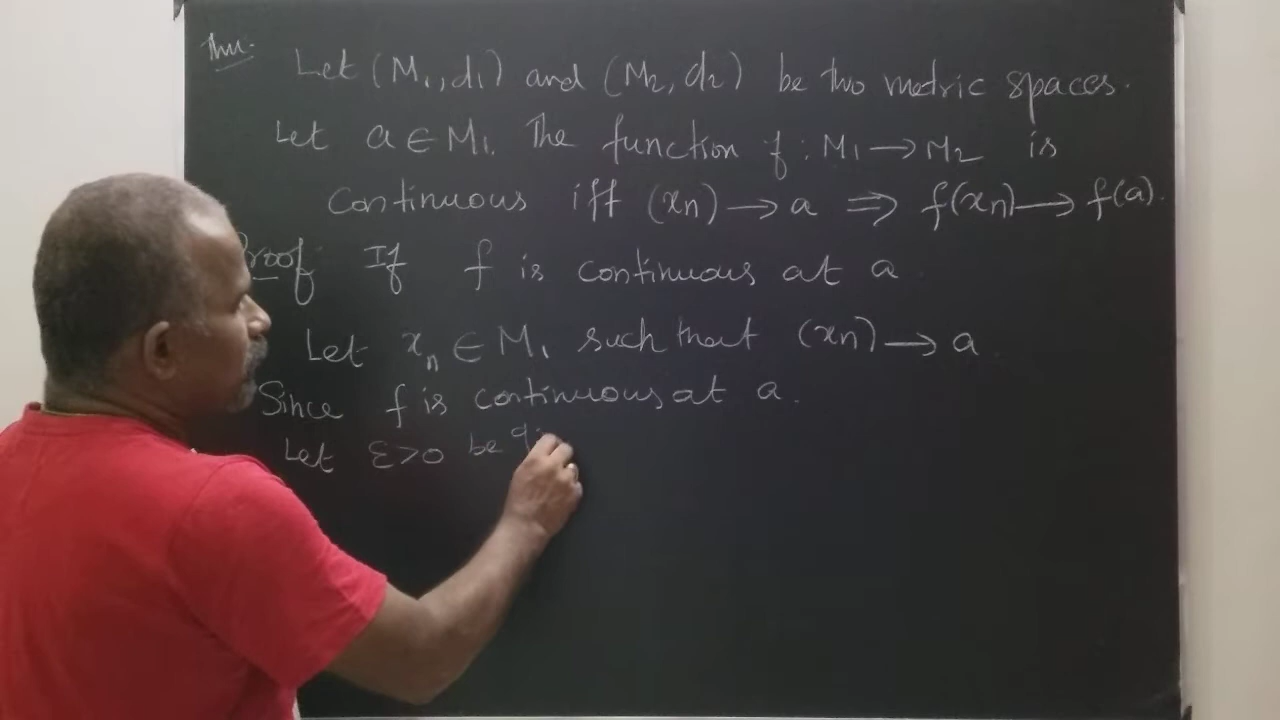 Thm.
Let (M₁, d₁) and (M₂, d₂) be two metric spaces.
Let a ∈ M₁. The function f : M₁ → M₂ is
continuous iff (xₙ) → a ⇒ f(xₙ) → f(a).
Proof: If f is continuous at a.
Let xₙ ∈ M₁ such that (xₙ) → a.
Since f is continuous at a.
Let ε>0 be